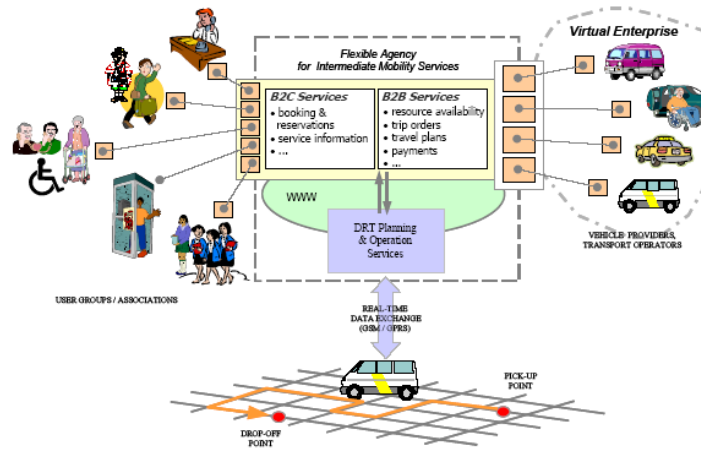 Virtual Enterprise
Flexible Agency
for Intermediate Mobility Services
B2C Services
• booking &
reservations
• service information
• ...
B2B Services
• resource availability
• trip orders
• travel plans
• payments
• ...
WWW
DRT Planning
& Operation
Services
VEHICLE PROVIDERS,
TRANSPORT OPERATORS
USER GROUPS / ASSOCIATIONS
REAL-TIME
DATA EXCHANGE
(GSM / GPRS)
PICK-UP
POINT
DROP-OFF
POINT